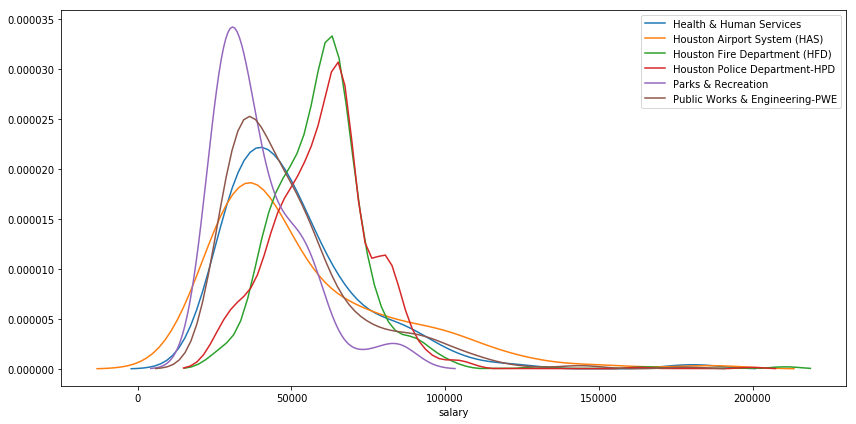 0.000035
0.000030
0.000025
0.000020
0.000015
0.000010
0.000005
0.000000
Health & Human Services
Houston Airport System (HAS)
Houston Fire Department (HFD)
Houston Police Department-HPD
Parks & Recreation
Public Works & Engineering-PWE
0 50000 100000 150000 200000
salary